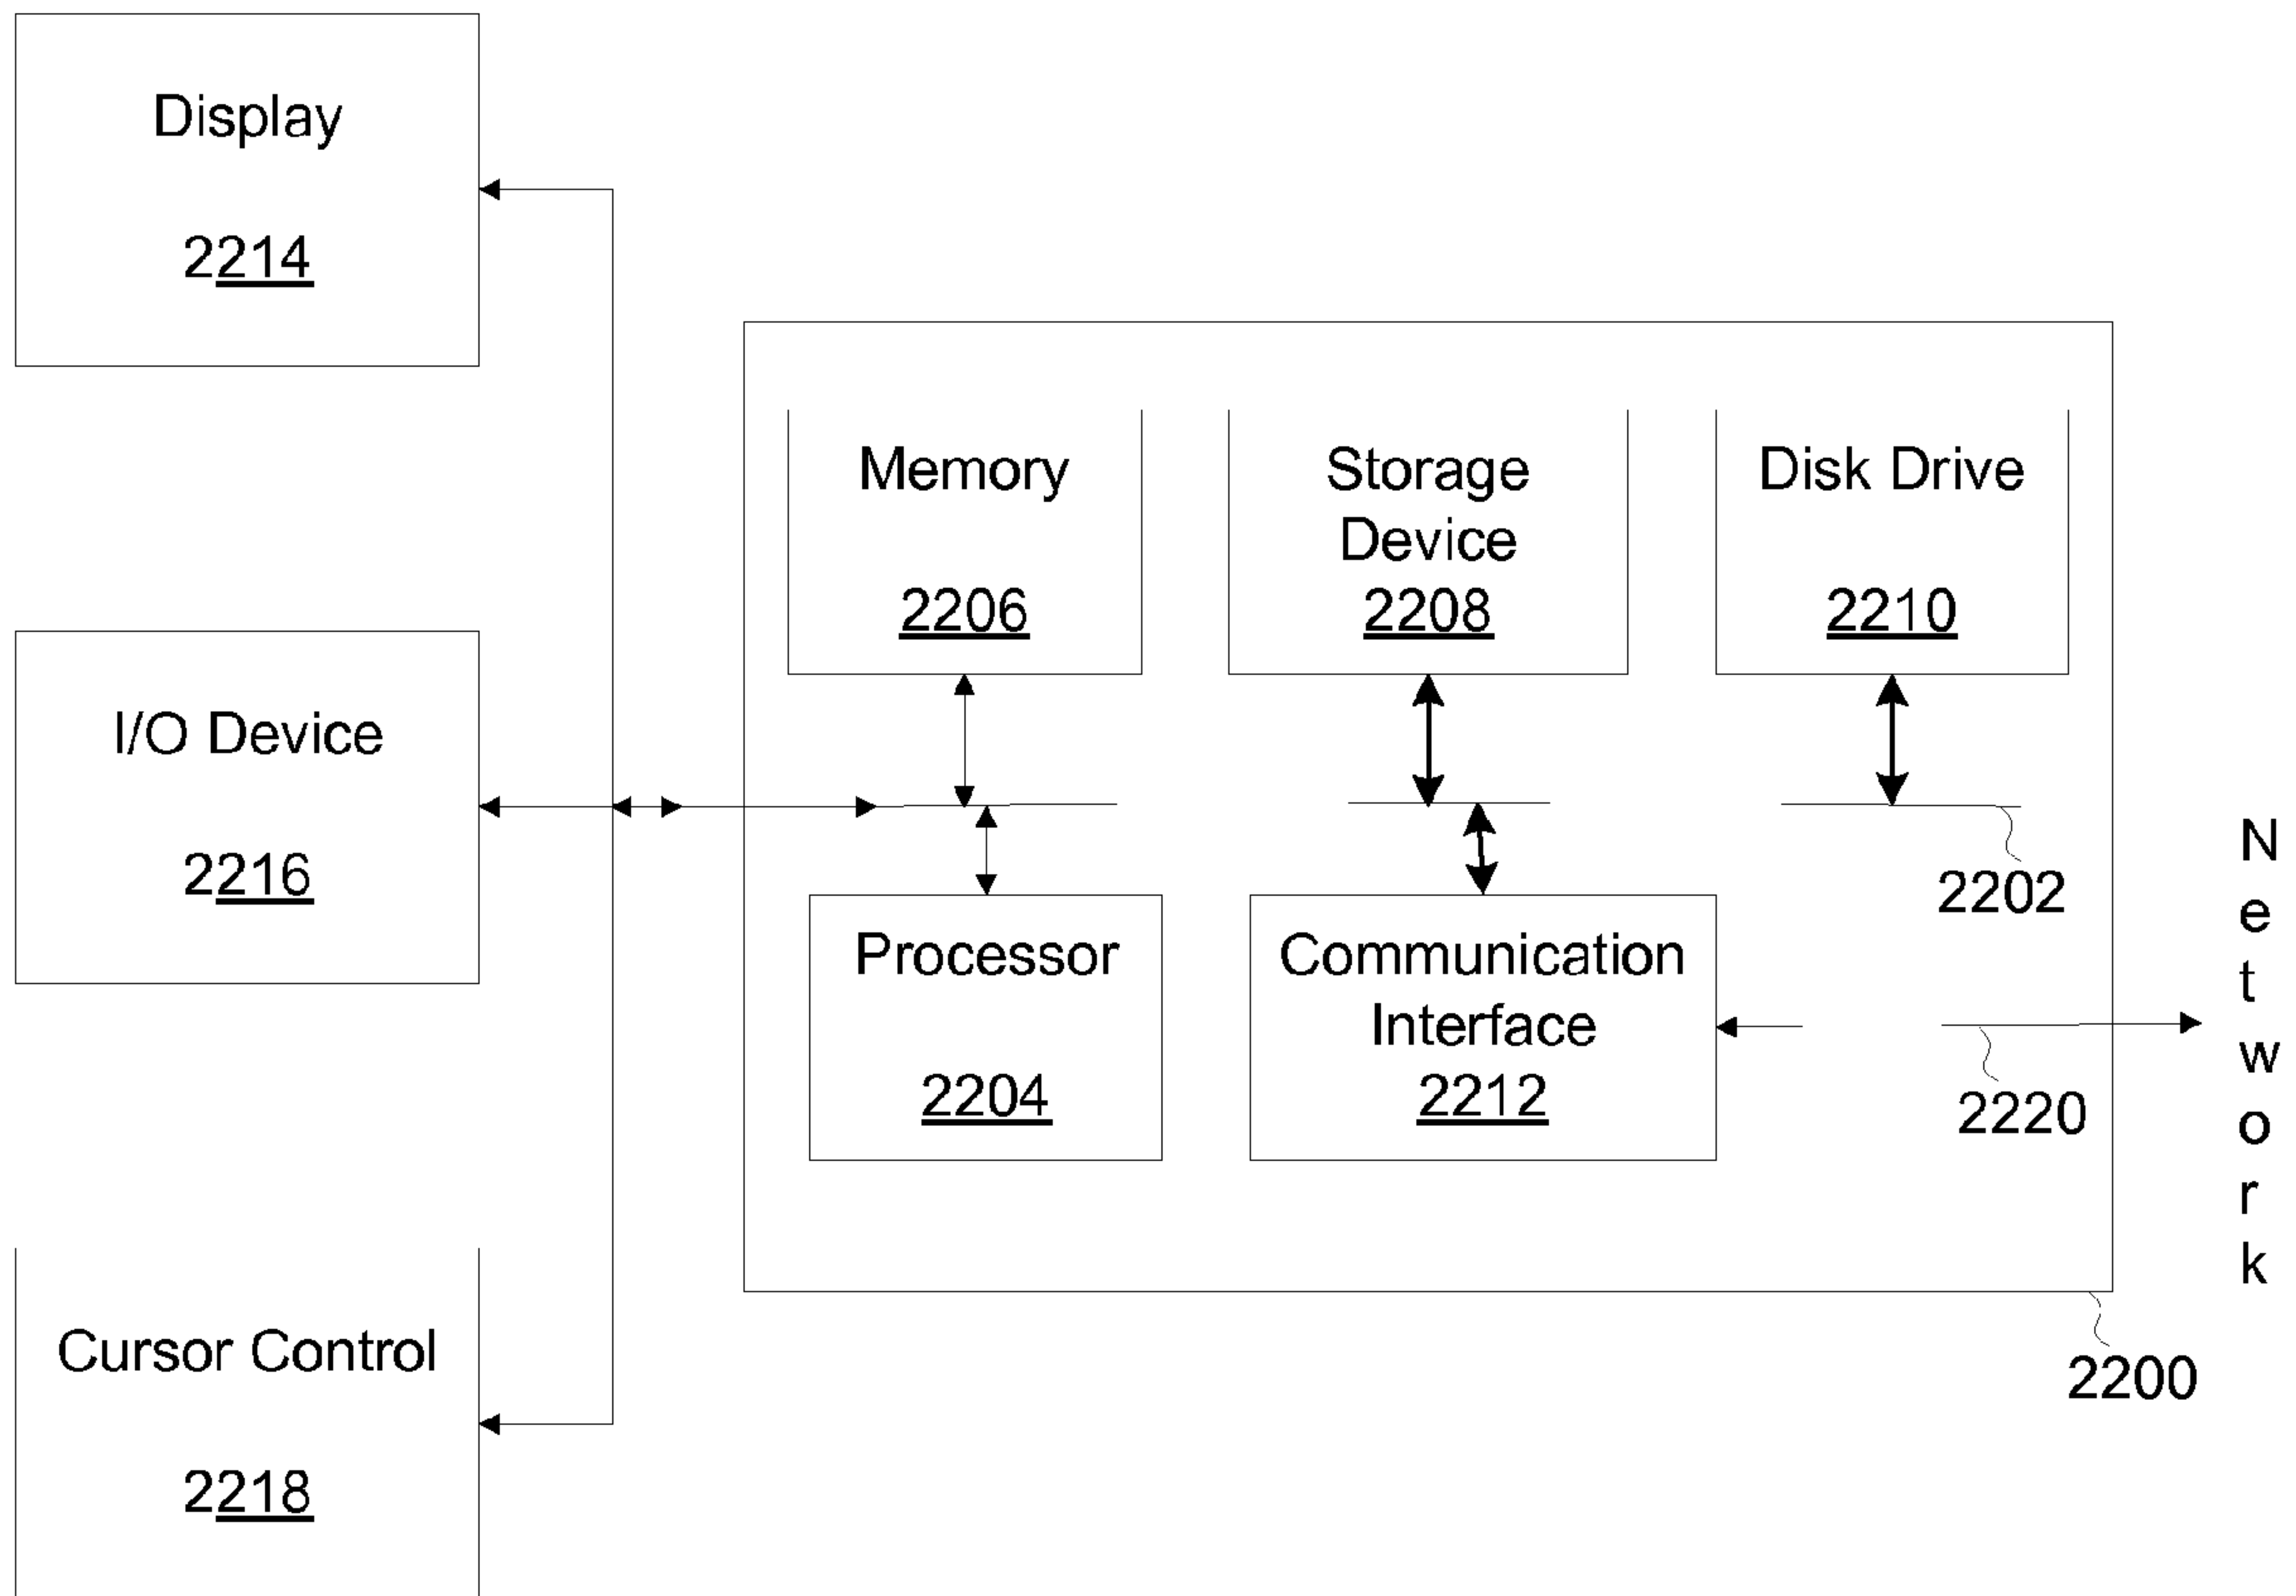 Display
2214
Memory
2206
Storage
Device
2208
Disk Drive
2210
I/O Device
2216
2202
Processor
2204
Communication
Interface
2212
2220
Network
Cursor Control
2218
2200